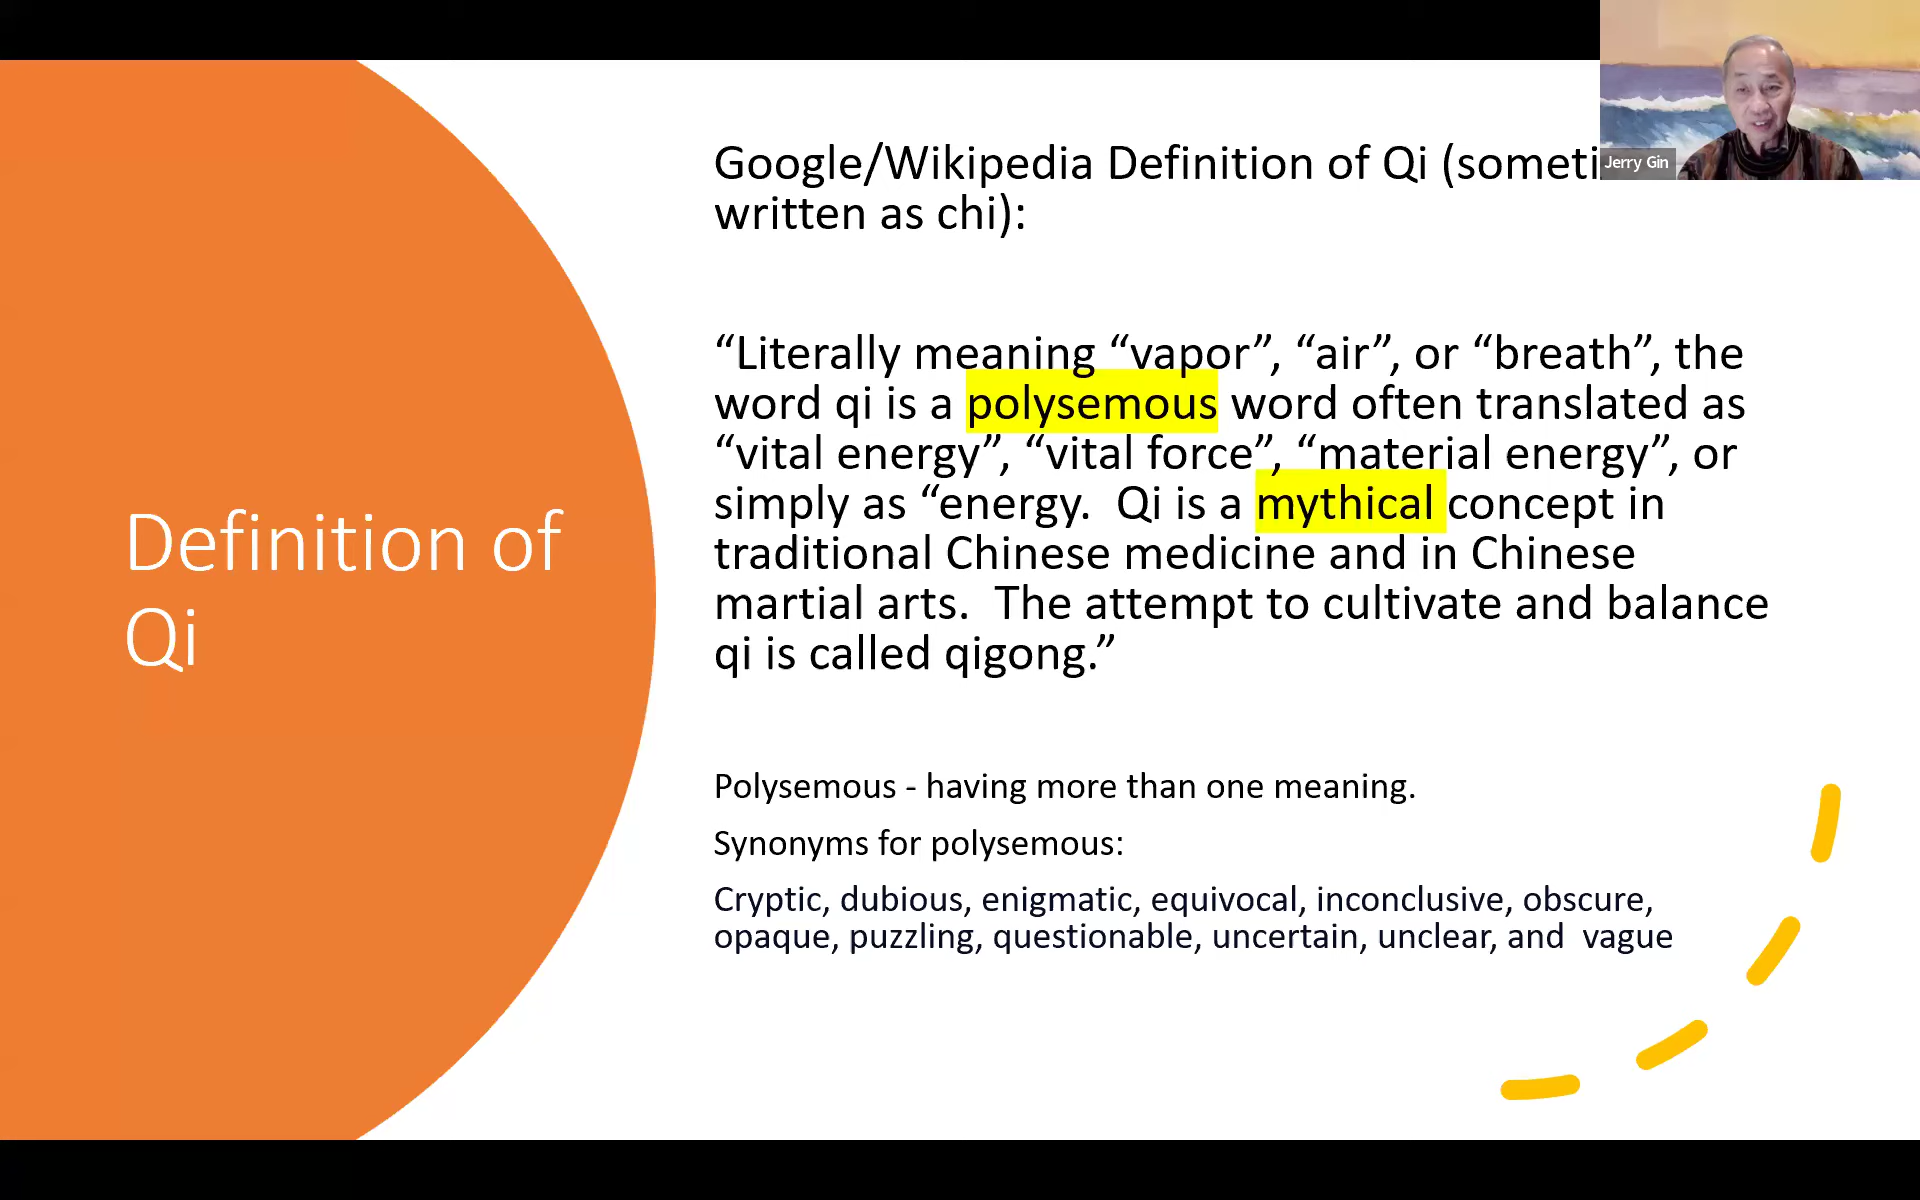 Definition of
Qi
Google/Wikipedia Definition of Qi (someti
written as chi):
“Literally meaning “vapor”, “air”, or “breath”, the
word qi is a polysemous word often translated as
“vital energy”, “vital force”, “material energy”, or
simply as “energy.  Qi is a mythical concept in
traditional Chinese medicine and in Chinese
martial arts.  The attempt to cultivate and balance
qi is called qigong.”
Polysemous - having more than one meaning.
Synonyms for polysemous:
Cryptic, dubious, enigmatic, equivocal, inconclusive, obscure,
opaque, puzzling, questionable, uncertain, unclear, and  vague
Jerry Gin